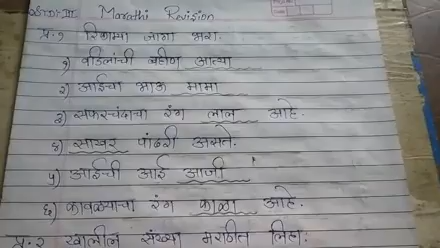 STD:-III Marathi Revision
प्र.१ रिकाम्या जागा भरा.
१) वडिलांची बहीण आत्या
२) आईचा भाऊ मामा
३) सफरचंदाचा रंग लाल आहे.
४) साखर पांढरी असते.
५) आईची आई आजी
६) कावळ्याचा रंग काळा आहे.
प्र.२ खालील संख्या मराठीत लिहा: